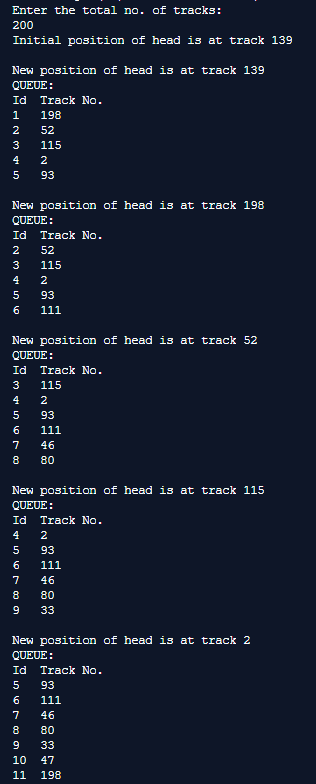 Enter the total no. of tracks:
200
Initial position of head is at track 139
New position of head is at track 139
QUEUE:
Id Track No.
1 198
2 52
3 115
4 2
5 93
New position of head is at track 198
QUEUE:
Id Track No.
2 52
3 115
4 2
5 93
6 111
New position of head is at track 52
QUEUE:
Id Track No.
3 115
4 2
5 93
6 111
7 46
8 80
New position of head is at track 115
QUEUE:
Id Track No.
4 2
5 93
6 111
7 46
8 80
9 33
New position of head is at track 2
QUEUE:
Id Track No.
5 93
6 111
7 46
8 80
9 33
10 47
11 198